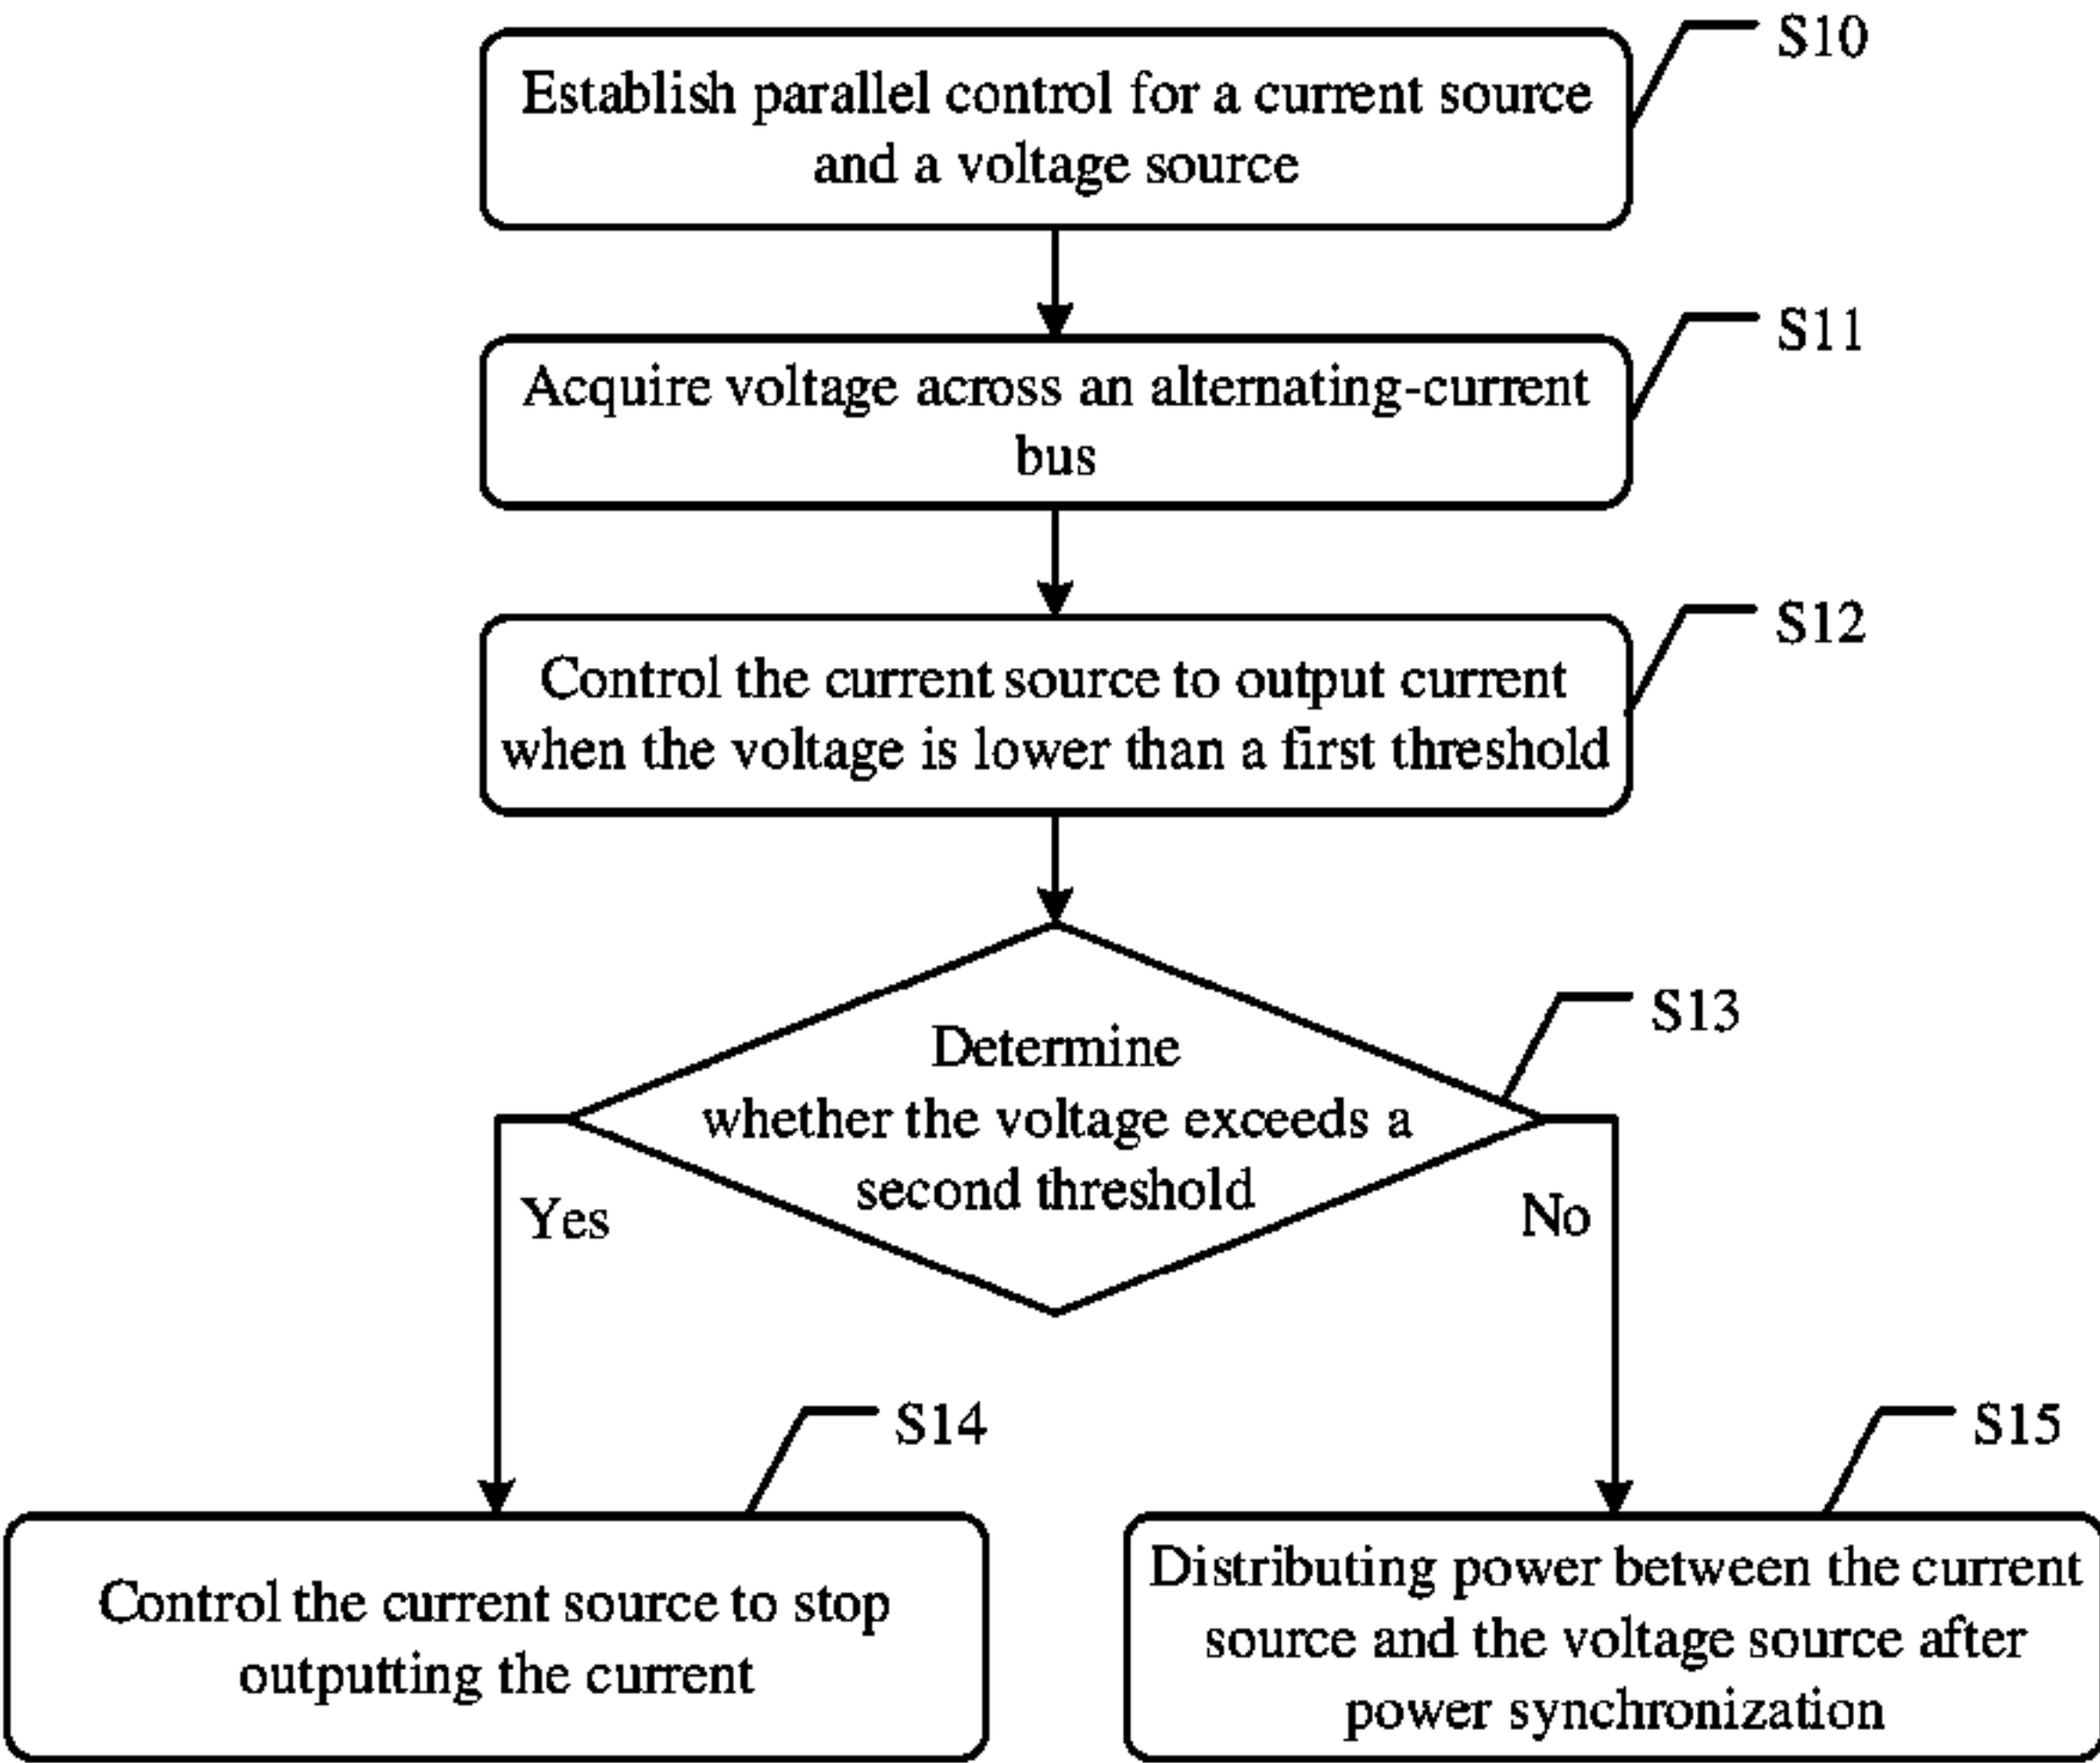 S10
Establish parallel control for a current source
and a voltage source
S11
Acquire voltage across an alternating-current
bus
S12
Control the current source to output current
when the voltage is lower than a first threshold
S13
Determine
whether the voltage exceeds a
second threshold
Yes
No
S14
Control the current source to stop
outputting the current
S15
Distributing power between the current
source and the voltage source after
power synchronization